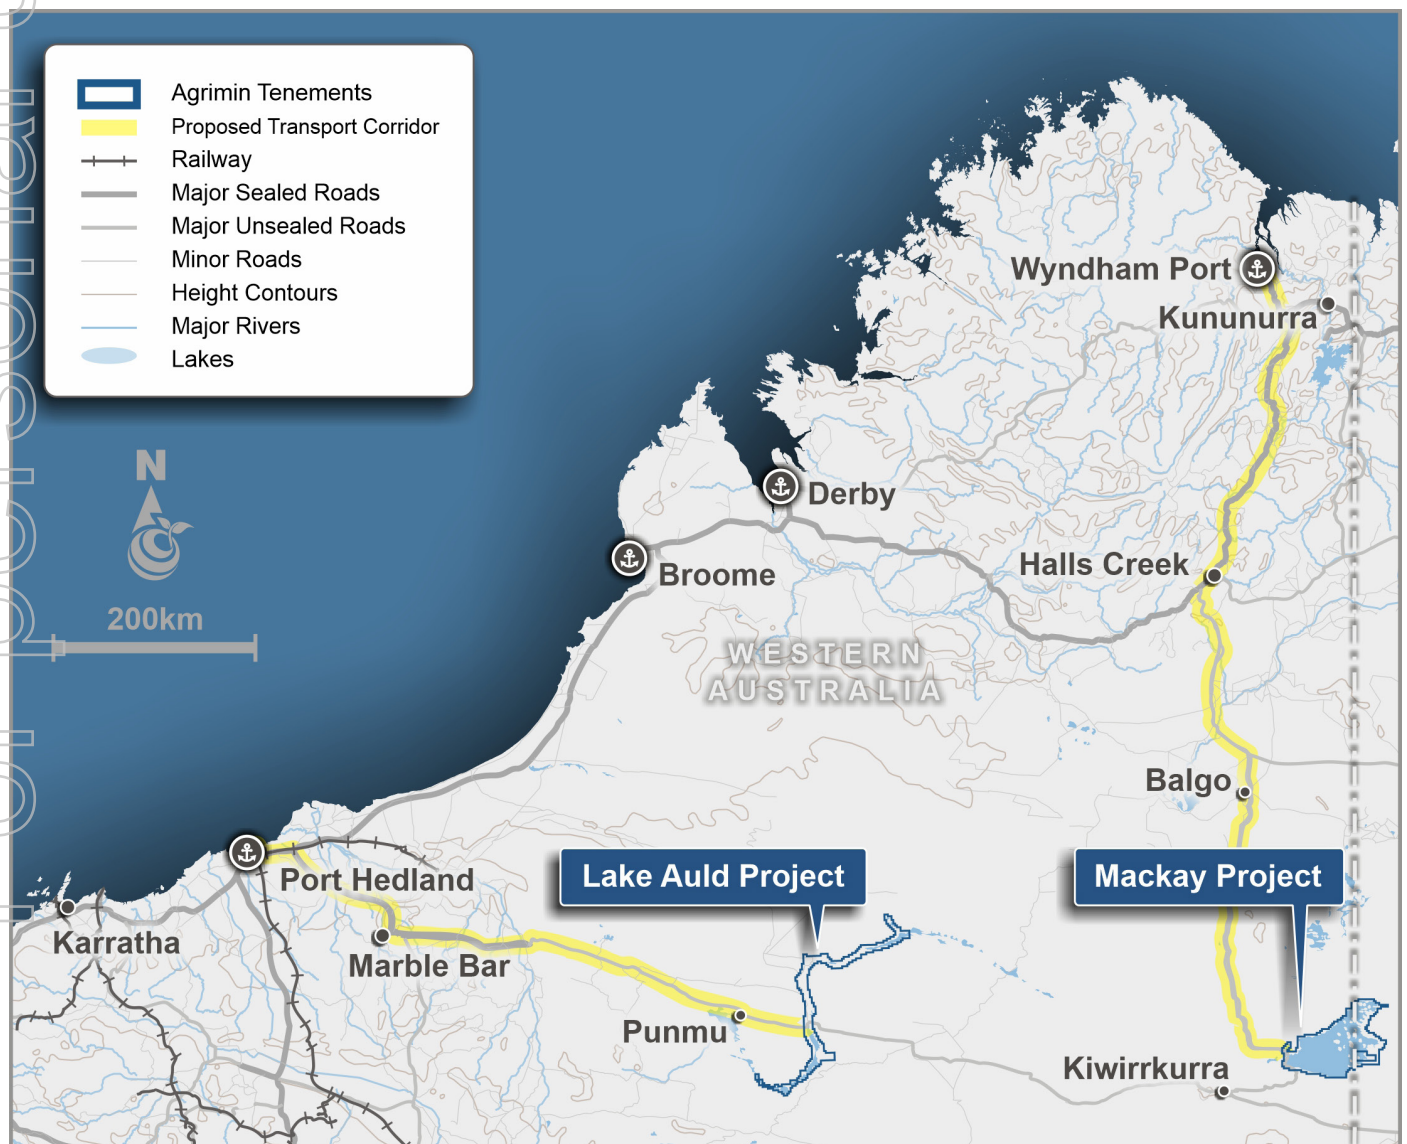 Agrimin Tenements
Proposed Transport Corridor
Railway
Major Sealed Roads
Major Unsealed Roads
Minor Roads
Height Contours
Major Rivers
Lakes
N
200km
Wyndham Port
Kununurra
Derby
Broome
Halls Creek
WESTERN
AUSTRALIA
Balgo
Lake Auld Project
Mackay Project
Port Hedland
Karratha
Marble Bar
Punmu
Kiwirrkurra